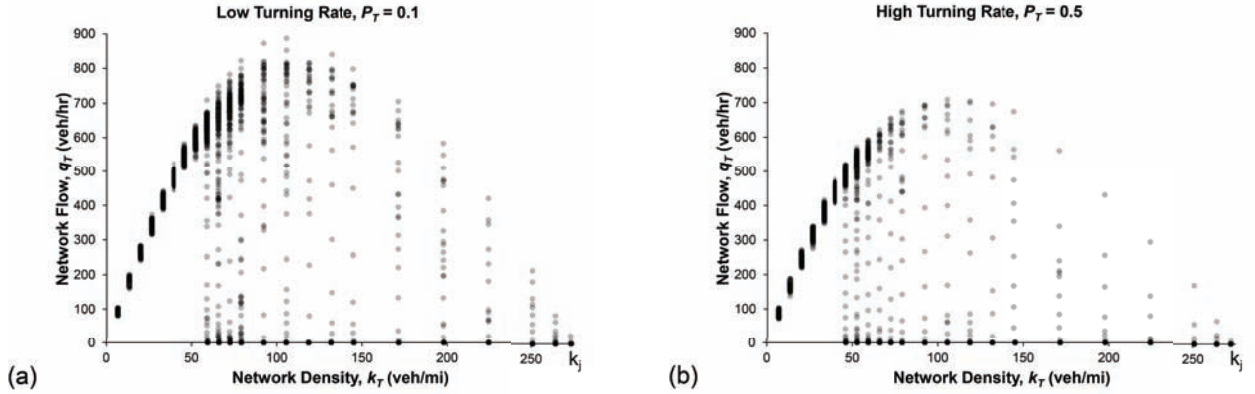 Low Turning Rate, P_T = 0.1
Network Flow, q_T (veh/hr)
900
800
700
600
500
400
300
200
100
0
0 50 100 150 200 250 k_j
Network Density, k_T (veh/mi)
(a)
High Turning Rate, P_T = 0.5
Network Flow, q_T (veh/hr)
900
800
700
600
500
400
300
200
100
0
0 50 100 150 200 250 k_j
Network Density, k_T (veh/mi)
(b)